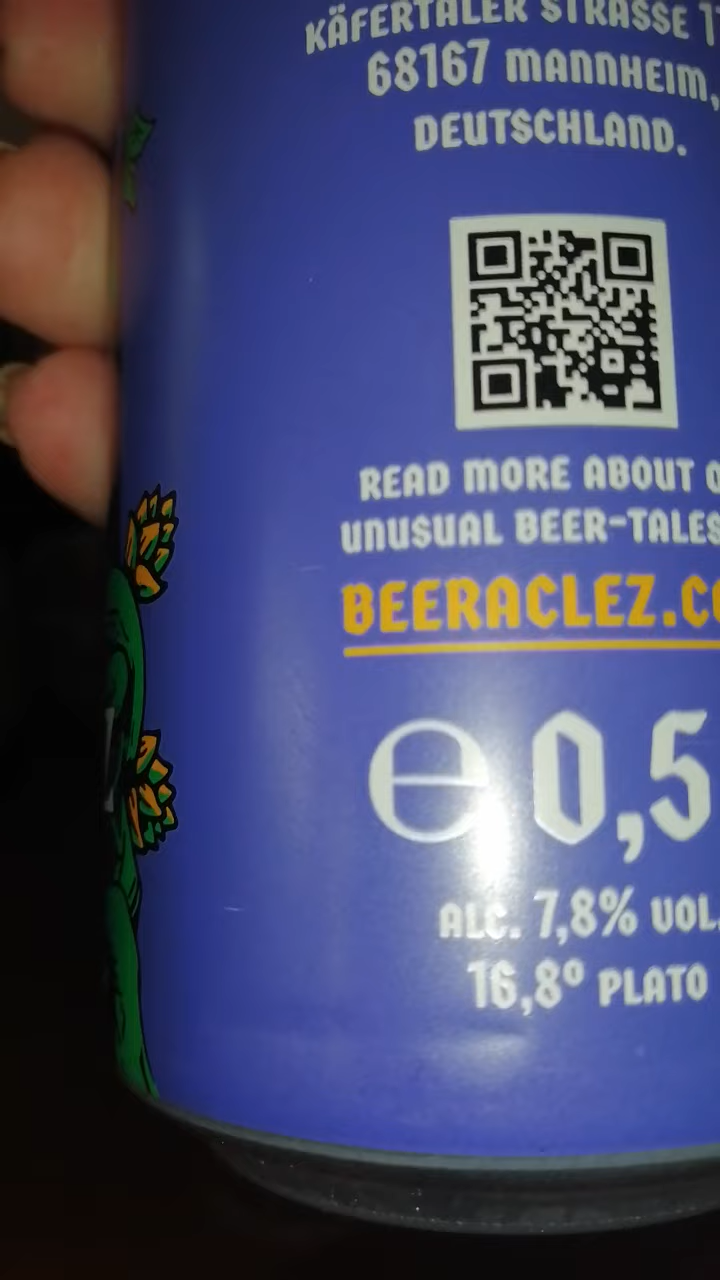 KÄFERTALER STRASSE
68167 MANNHEIM,
DEUTSCHLAND.
READ MORE ABOUT
UNUSUAL BEER-TALES
BEERACLEZ.CO
℮ 0,5
ALC. 7,8% VOL.
16,8° PLATO